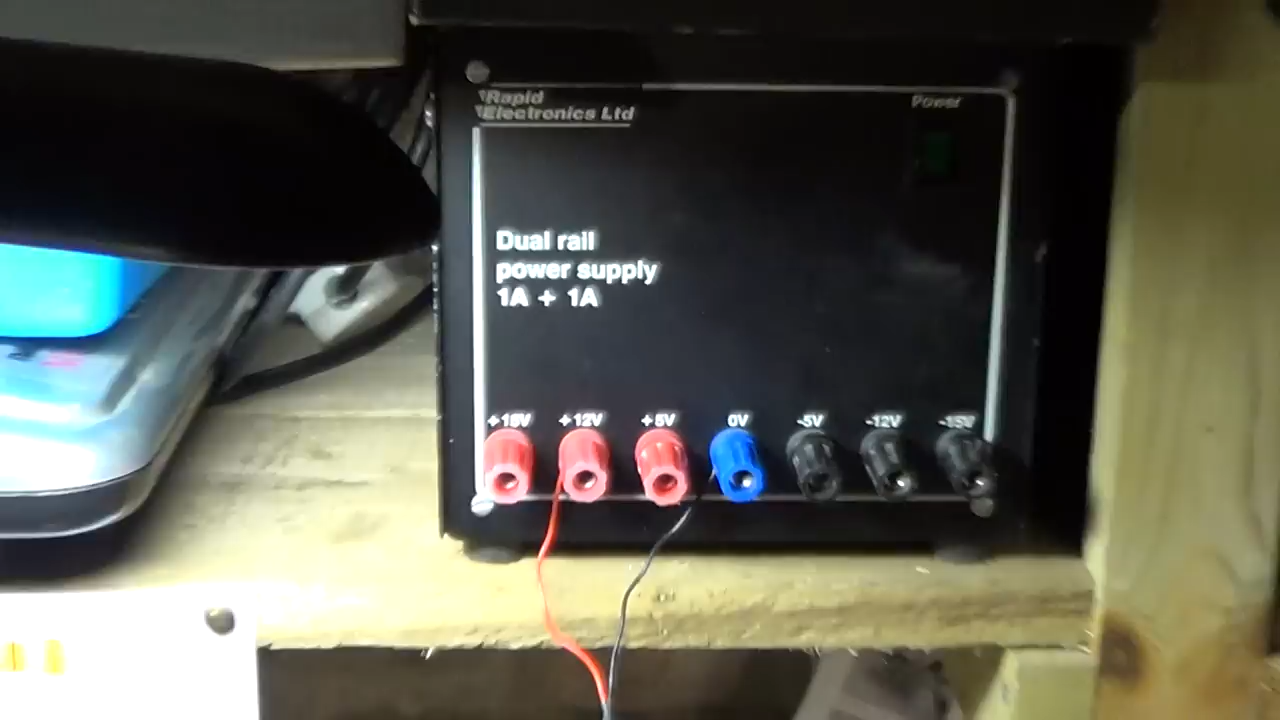 Rapid
Electronics Ltd
Power
Dual rail
power supply
1A + 1A
+15V +12V +5V 0V -5V -12V -15V